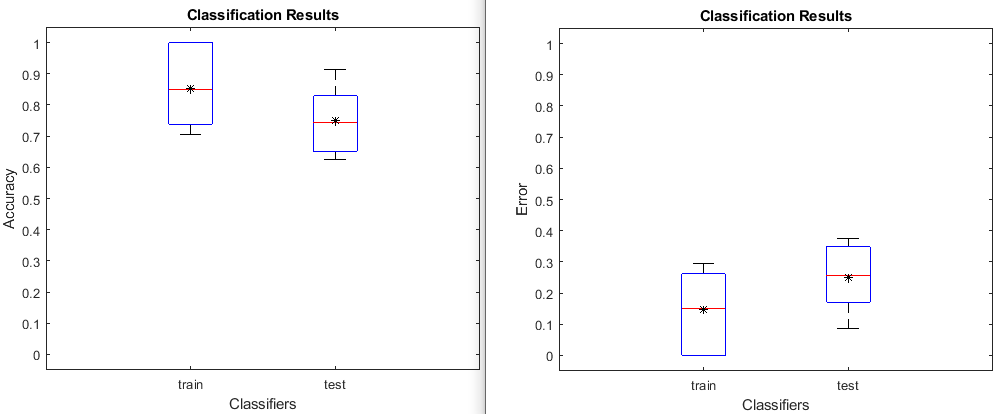 Classification Results
Accuracy
1
0.9
0.8
0.7
0.6
0.5
0.4
0.3
0.2
0.1
0
train test
Classifiers
Classification Results
Error
1
0.9
0.8
0.7
0.6
0.5
0.4
0.3
0.2
0.1
0
train test
Classifiers